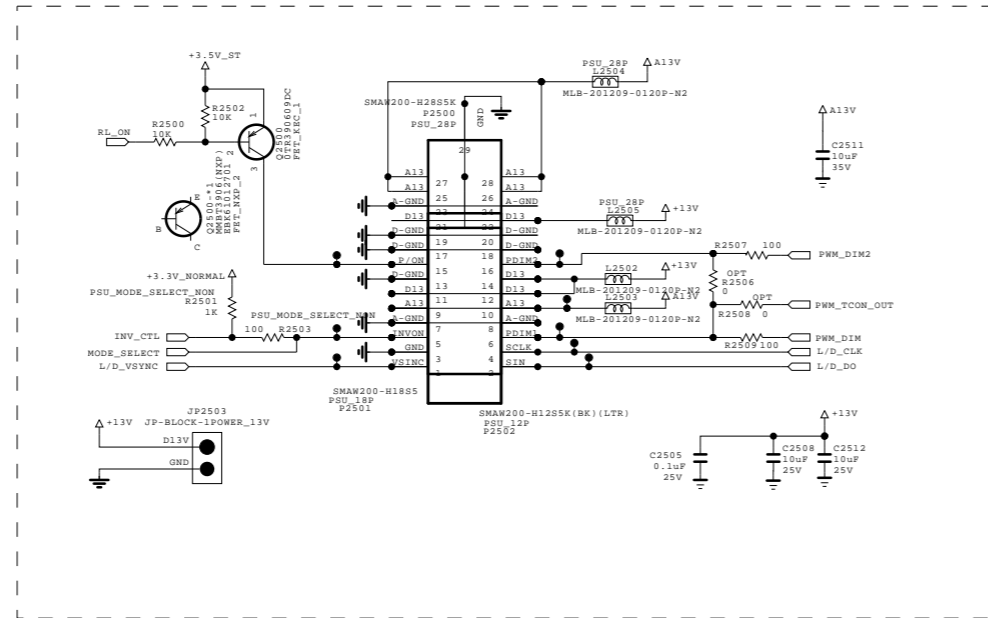 +3.5V_ST
R2502
10K
R2500
10K
RL_ON
1
2
3
Q2500
0TR390609DC
FET_KEC_1
E
B
C
Q2500-*1
MMBT3906(NXP)
EBK61012701
FET_NXP_2
+3.3V_NORMAL
PSU_MODE_SELECT_NON
R2501
1K
PSU_MODE_SELECT_NON
100
R2503
INV_CTL
MODE_SELECT
L/D_VSYNC
PSU_28P
L2504
A13V
MLB-201209-0120P-N2
SMAW200-H28S5K
P2500
PSU_28P
GND
29
A13
27
28
A13
A13
25
26
A13
A-GND
A-GND
D13
21
22
D13
D-GND
19
20
D-GND
D-GND
17
18
D-GND
P/ON
15
16
PDIM2
D-GND
13
14
D13
D13
11
12
D13
A13
9
10
A13
A-GND
7
8
A-GND
INVON
5
6
PDIM1
GND
3
4
SCLK
VSINC
1
2
SIN
PSU_28P
L2505
+13V
MLB-201209-0120P-N2
L2502
+13V
MLB-201209-0120P-N2
L2503
A13V
MLB-201209-0120P-N2
R2507
100
PWM_DIM2
OPT
R2506
0
OPT
R2508
0
PWM_TCON_OUT
PWM_DIM
R2509
100
L/D_CLK
L/D_DO
A13V
C2511
10uF
35V
SMAW200-H18S5
PSU_18P
P2501
SMAW200-H12S5K(BK)(LTR)
PSU_12P
P2502
JP2503
JP-BLOCK-1POWER_13V
+13V
D13V
GND
+13V
C2505
0.1uF
25V
C2508
10uF
25V
C2512
10uF
25V